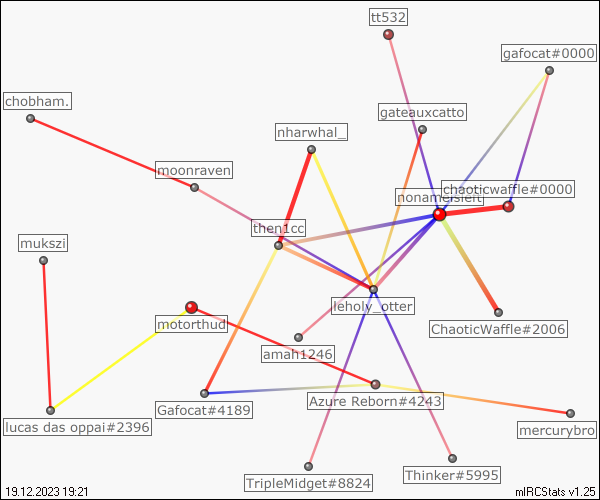 tt532
gafocat#0000
chobham.
gateauxcatto
nharwhal_
moonraven
chaoticwaffle#0000
then1cc
mukszi
leholy_otter
motorthud
ChaoticWaffle#2006
amah1246
Azure Reborn#4243
Gafocat#4189
lucas das oppai#2396
mercurybro
Thinker#5995
TripleMidget#8824
19.12.2023 19:21
mIRCStats v1.25